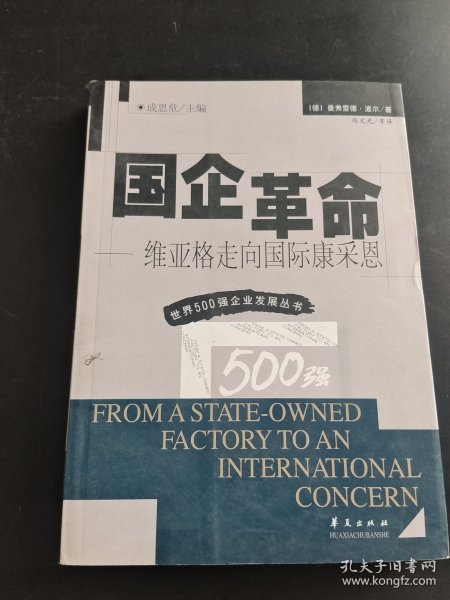 成思危/主编
[德] 曼弗雷德·波尔/著
冯文光/等译
国企革命
维亚格走向国际康采恩
世界500强企业发展丛书
500强
FROM A STATE-OWNED
FACTORY TO AN
INTERNATIONAL
CONCERN
华夏出版社
HUAXIACHUBANSHE
孔夫子旧书网
www.kongfz.com